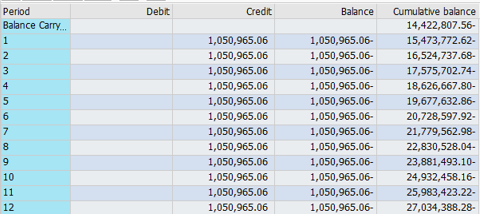 Period Debit Credit Balance Cumulative balance
Balance Carry... 14,422,807.56-
1 1,050,965.06 1,050,965.06- 15,473,772.62-
2 1,050,965.06 1,050,965.06- 16,524,737.68-
3 1,050,965.06 1,050,965.06- 17,575,702.74-
4 1,050,965.06 1,050,965.06- 18,626,667.80-
5 1,050,965.06 1,050,965.06- 19,677,632.86-
6 1,050,965.06 1,050,965.06- 20,728,597.92-
7 1,050,965.06 1,050,965.06- 21,779,562.98-
8 1,050,965.06 1,050,965.06- 22,830,528.04-
9 1,050,965.06 1,050,965.06- 23,881,493.10-
10 1,050,965.06 1,050,965.06- 24,932,458.16-
11 1,050,965.06 1,050,965.06- 25,983,423.22-
12 1,050,965.06 1,050,965.06- 27,034,388.28-